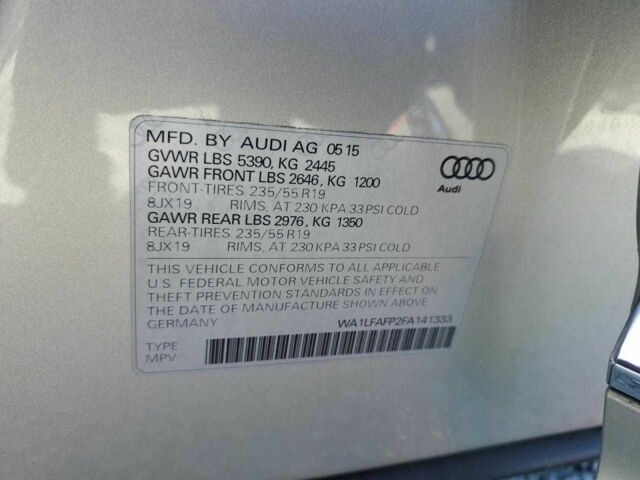 MFD. BY AUDI AG 05 15
GVWR LBS 5390, KG 2445
GAWR FRONT LBS 2646, KG 1200
FRONT-TIRES 235/55 R19
8JX19 RIMS, AT 230 KPA 33 PSI COLD
GAWR REAR LBS 2976, KG 1350
REAR-TIRES 235/55 R19
8JX19 RIMS, AT 230 KPA 33 PSI COLD
Audi
THIS VEHICLE CONFORMS TO ALL APPLICABLE
U S FEDERAL MOTOR VEHICLE SAFETY AND
THEFT PREVENTION STANDARDS IN EFFECT ON
THE DATE OF MANUFACTURE SHOWN ABOVE.
GERMANY WA1LFAFP2FA141333
TYPE
MPV